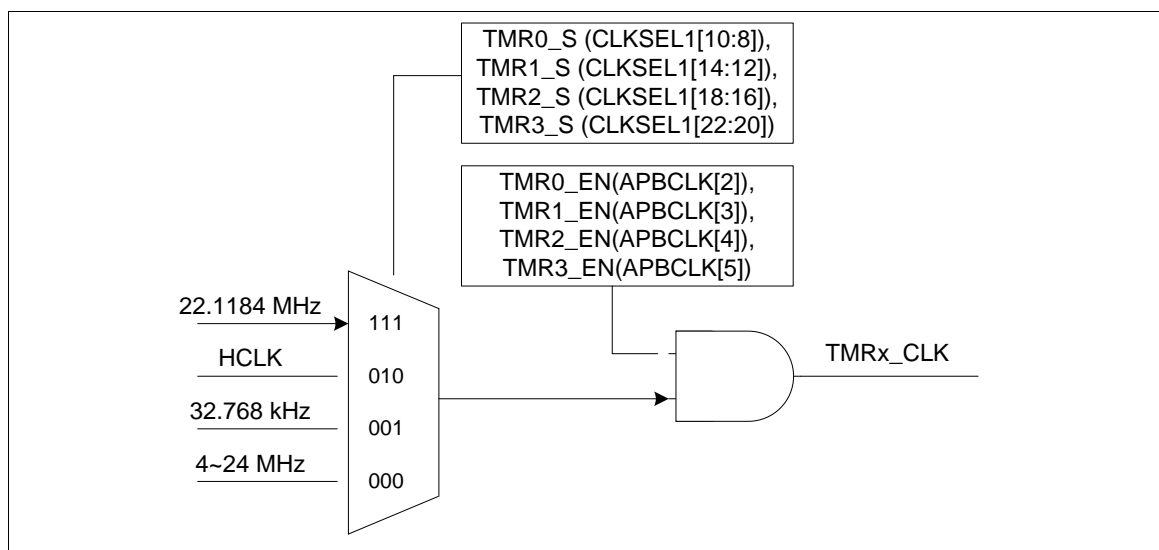 TMR0_S (CLKSEL1[10:8]),
TMR1_S (CLKSEL1[14:12]),
TMR2_S (CLKSEL1[18:16]),
TMR3_S (CLKSEL1[22:20])
TMR0_EN(APBCLK[2]),
TMR1_EN(APBCLK[3]),
TMR2_EN(APBCLK[4]),
TMR3_EN(APBCLK[5])
22.1184 MHz
111
HCLK
010
32.768 kHz
001
4~24 MHz
000
TMRx_CLK